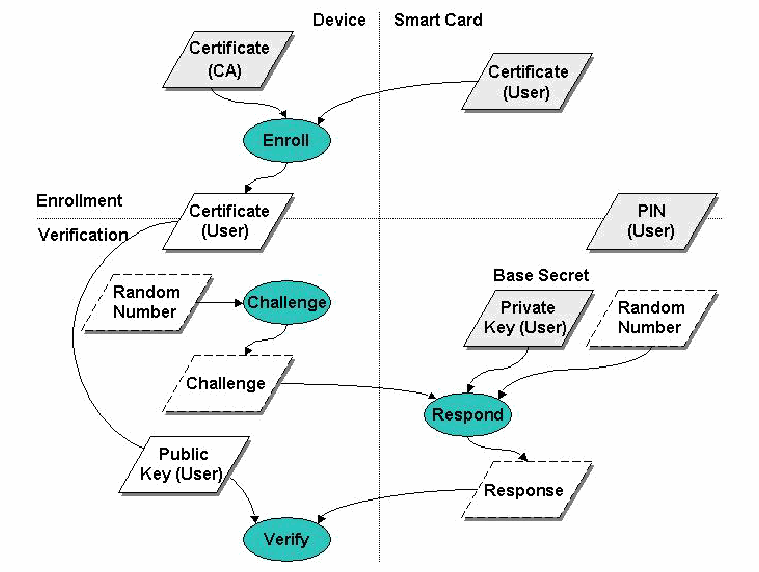 Device
Smart Card
Certificate
(CA)
Certificate
(User)
Enroll
Enrollment
Certificate
(User)
PIN
(User)
Verification
Base Secret
Random
Number
Challenge
Private
Key (User)
Random
Number
Challenge
Respond
Public
Key (User)
Response
Verify